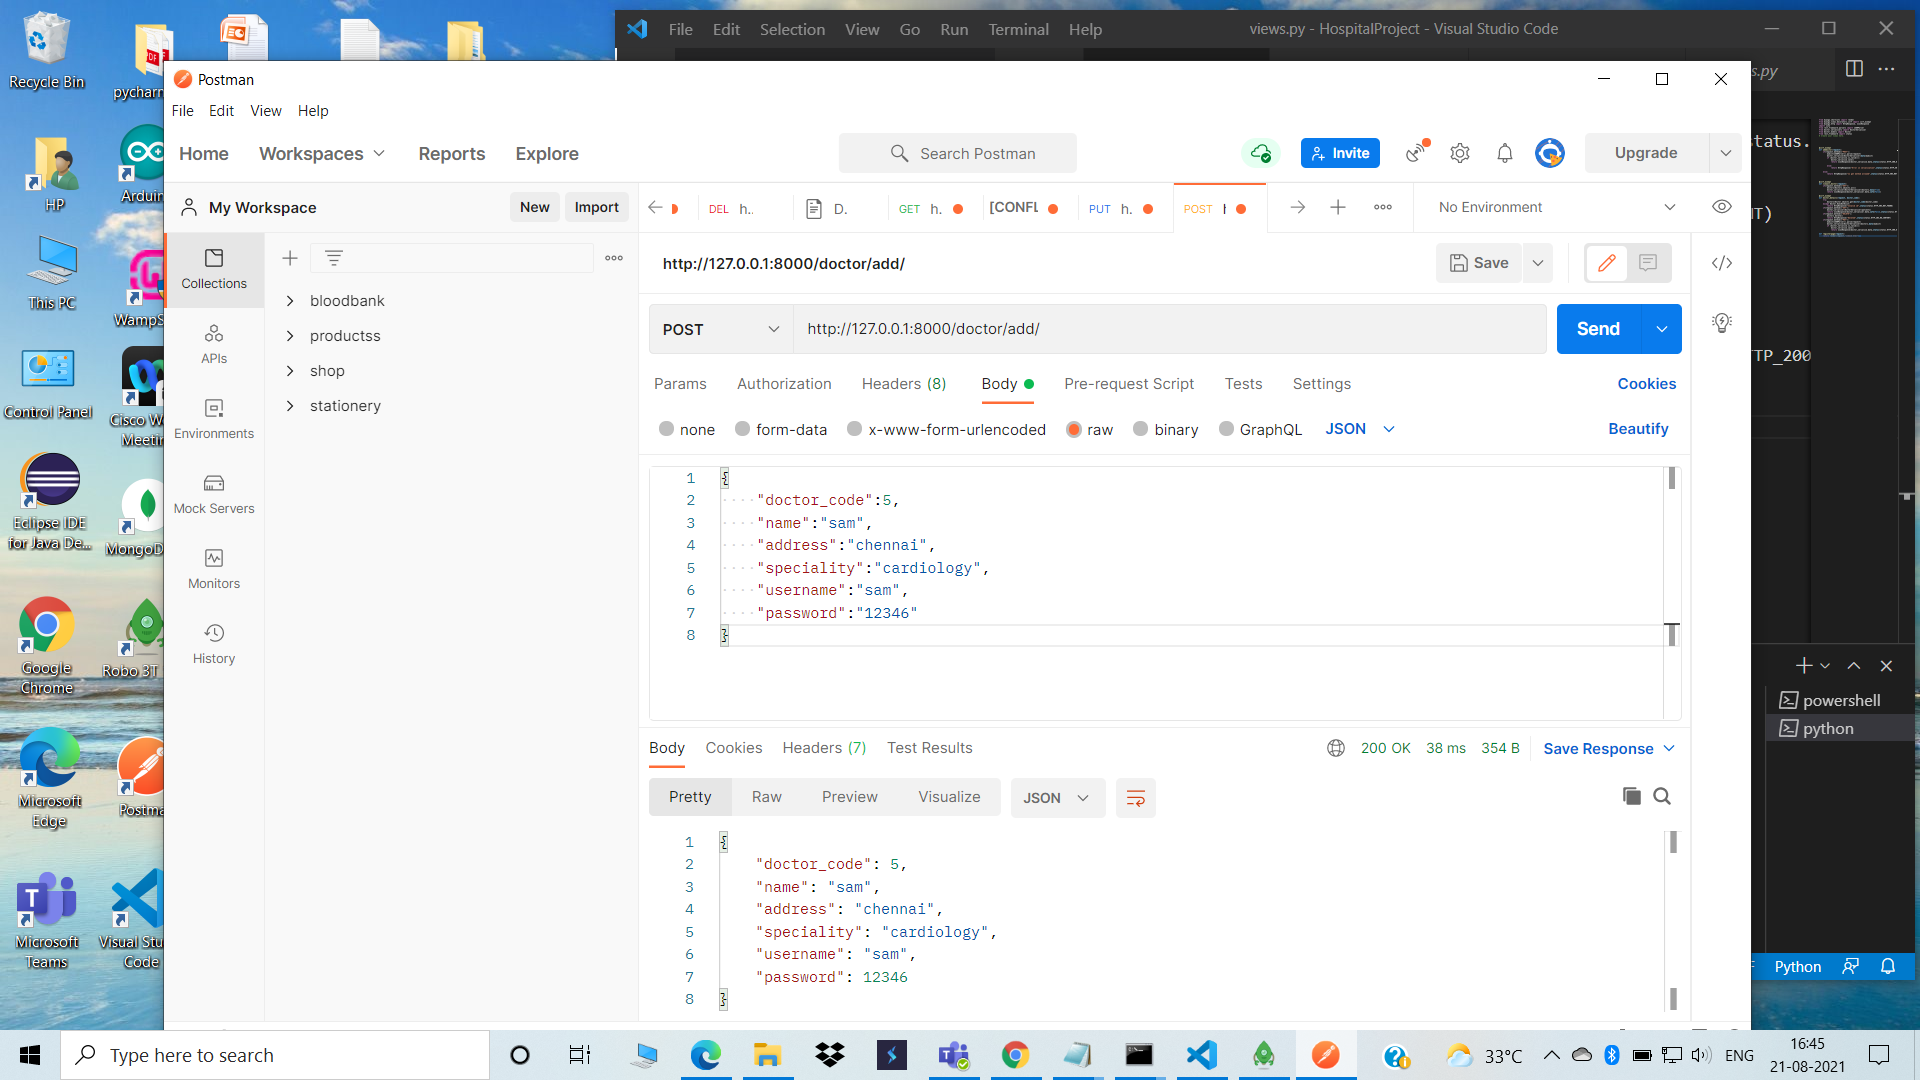 File Edit Selection View Go Run Terminal Help
views.py - HospitalProject - Visual Studio Code
Recycle Bin
HP
This PC
Control Panel
Eclipse IDE
for Java De...
Google
Chrome
Microsoft
Edge
Microsoft
Teams
pycharm
Arduin
WampS
Cisco We
Meetin
MongoD
Robo 3T
Postma
Visual Stu
Code
Postman
File Edit View Help
Home Workspaces Reports Explore
Search Postman
Invite
Upgrade
My Workspace
New Import
DEL h..
D.
GET h.
[CONFL
PUT h.
POST
No Environment
Collections
APIs
Environments
Mock Servers
Monitors
History
bloodbank
productss
shop
stationery
http://127.0.0.1:8000/doctor/add/
Save
POST http://127.0.0.1:8000/doctor/add/
Send
Params Authorization Headers (8) Body Pre-request Script Tests Settings
Cookies
none form-data x-www-form-urlencoded raw binary GraphQL JSON
Beautify
1 {
2 "doctor_code":5,
3 "name":"sam",
4 "address":"chennai",
5 "speciality":"cardiology",
6 "username":"sam",
7 "password":"12346"
8 }
Body Cookies Headers (7) Test Results
200 OK 38 ms 354 B Save Response
Pretty Raw Preview Visualize JSON
1 {
2 "doctor_code": 5,
3 "name": "sam",
4 "address": "chennai",
5 "speciality": "cardiology",
6 "username": "sam",
7 "password": 12346
8 }
s.py
status.
TP_200
powershell
python
Python
Type here to search
33°C
ENG
16:45
21-08-2021